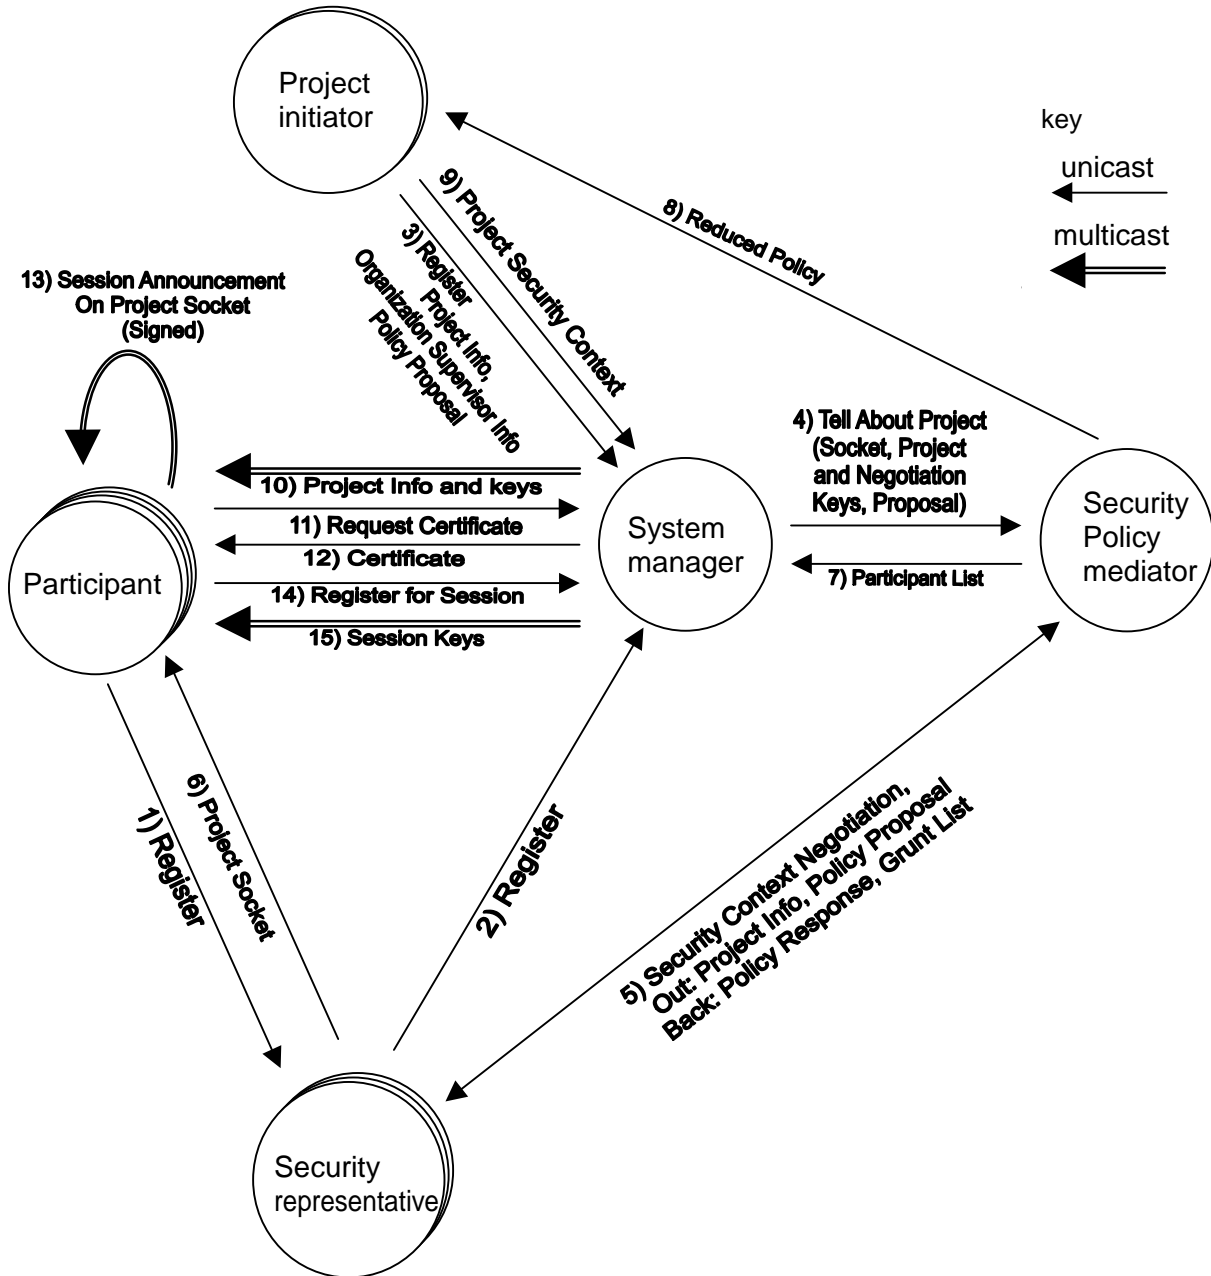 Project
initiator
key
unicast
multicast
8) Reduced Policy
9) Project Security Context
3) Register
Project Info,
Organization Supervisor Info
Policy Proposal
13) Session Announcement
On Project Socket
(Signed)
4) Tell About Project
(Socket, Project
and Negotiation
Keys, Proposal)
10) Project Info and keys
11) Request Certificate
12) Certificate
14) Register for Session
15) Session Keys
Participant
System
manager
7) Participant List
Security
Policy
mediator
1) Register
6) Project Socket
2) Register
5) Security Context Negotiation,
Out: Project Info, Policy Proposal
Back: Policy Response, Grunt List
Security
representative